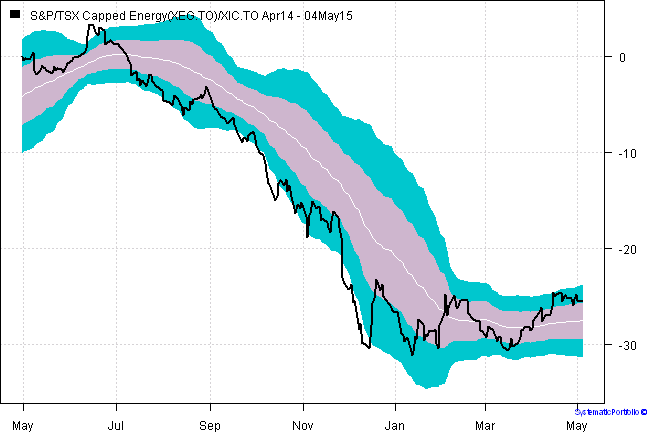 S&P/TSX Capped Energy(XEG.TO)/XIC.TO Apr14 - 04May15
0
-10
-20
-30
May Jul Sep Nov Jan Mar May
SystematicPortfolio ©